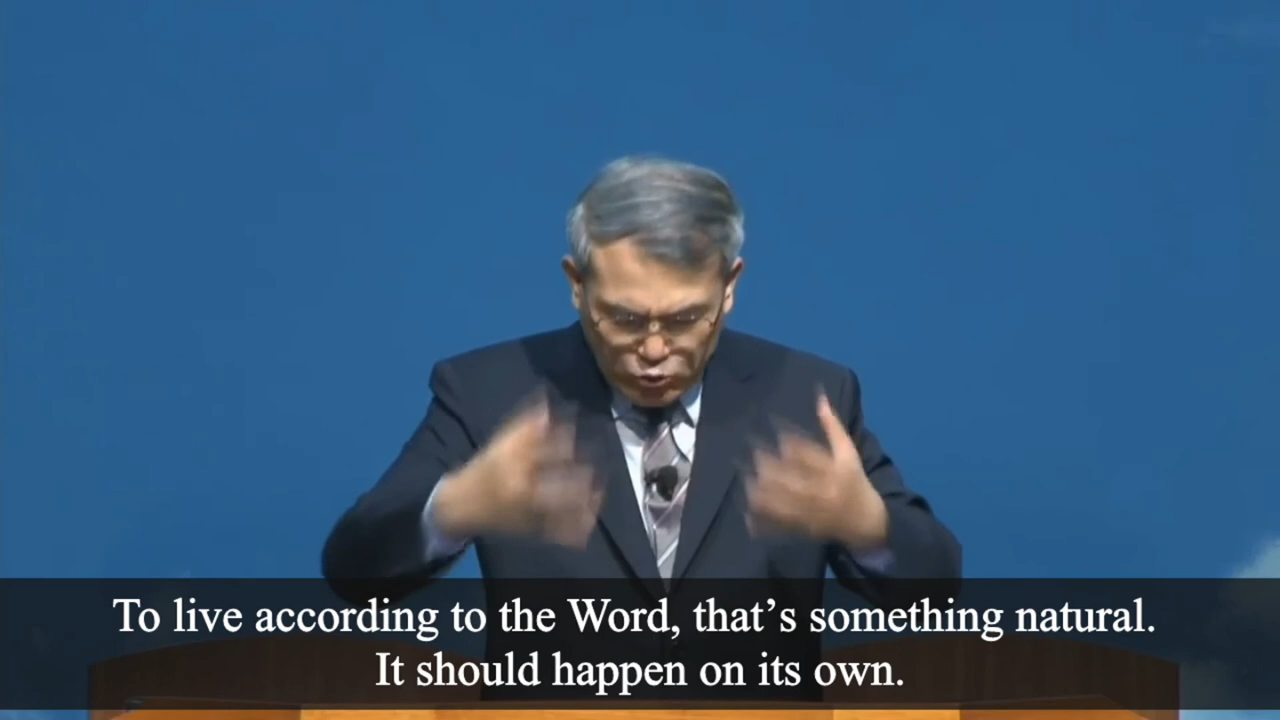 To live according to the Word, that’s something natural.
It should happen on its own.